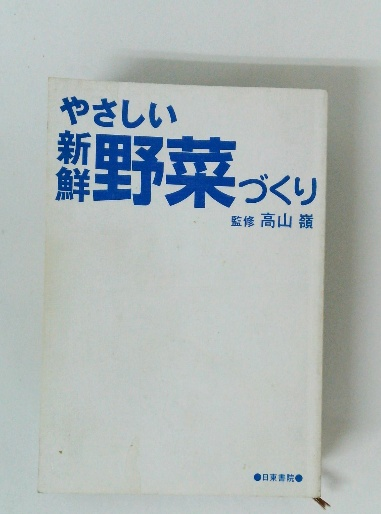 やさしい
新鮮野菜づくり
監修 高山 嶺
●日東書院●